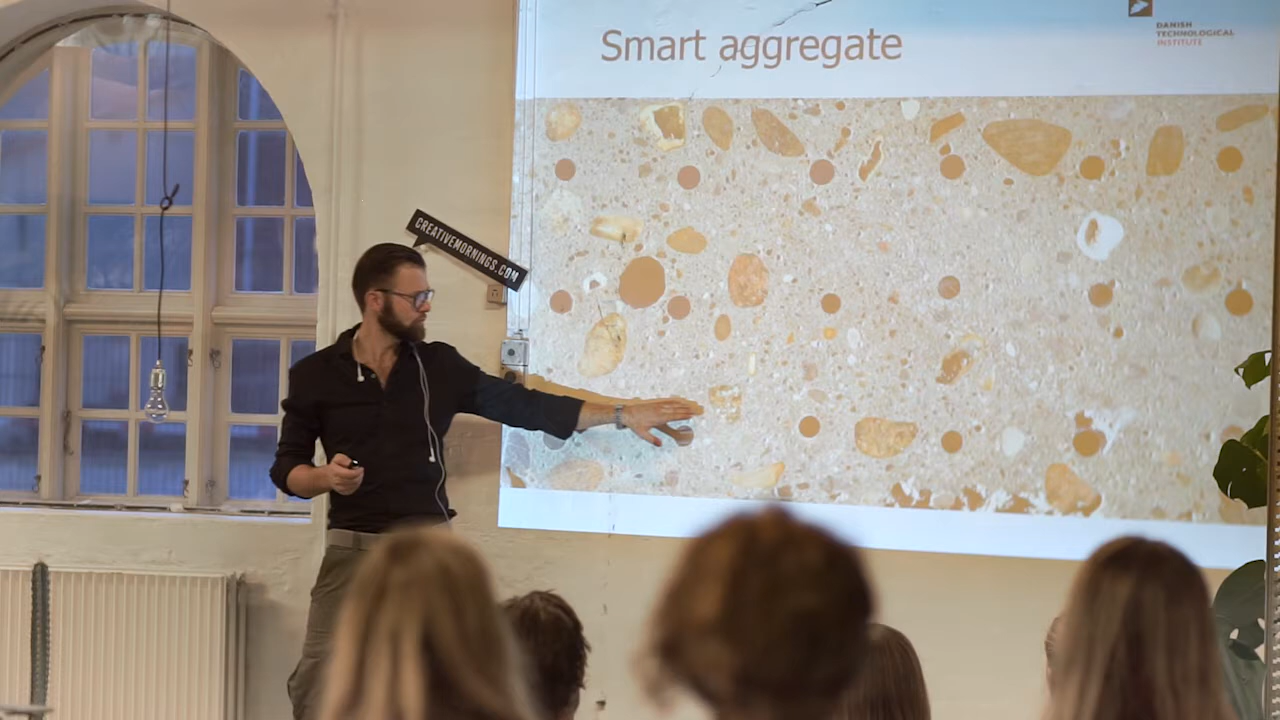 Smart aggregate
DANISH
TECHNOLOGICAL
INSTITUTE
CREATIVEMORNINGS.COM